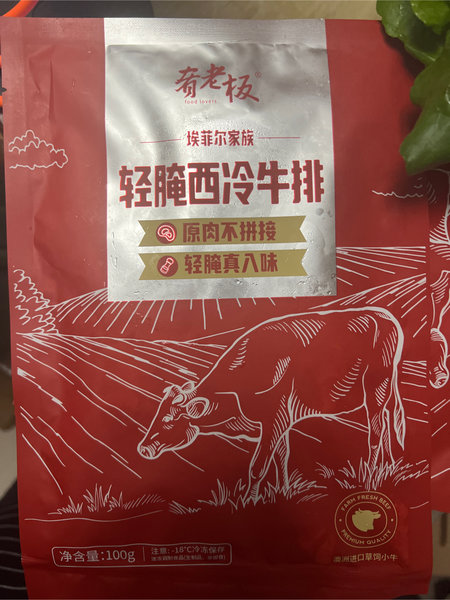 肴老板®
food lovers
埃菲尔家族
轻腌西冷牛排
原肉不拼接
轻腌真入味
FARM FRESH BEEF
PREMIUM QUALITY
净含量:100g
注意:-18℃冷冻保存
澳洲进口草饲小牛